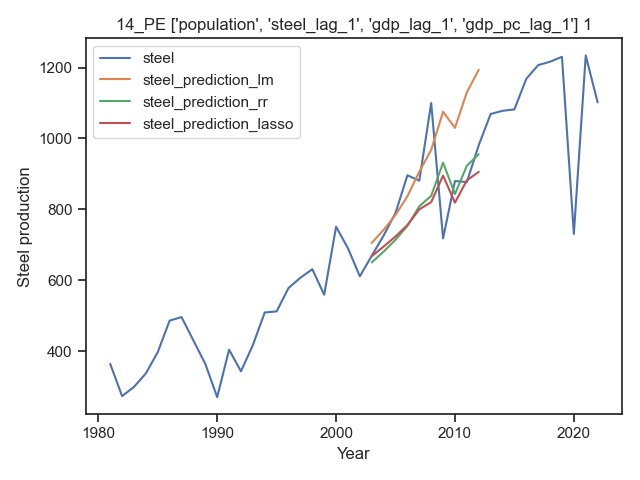 14_PE ['population', 'steel_lag_1', 'gdp_lag_1', 'gdp_pc_lag_1'] 1
steel
steel_prediction_lm
steel_prediction_rr
steel_prediction_lasso
Steel production
1200
1000
800
600
400
1980
1990
2000
2010
2020
Year